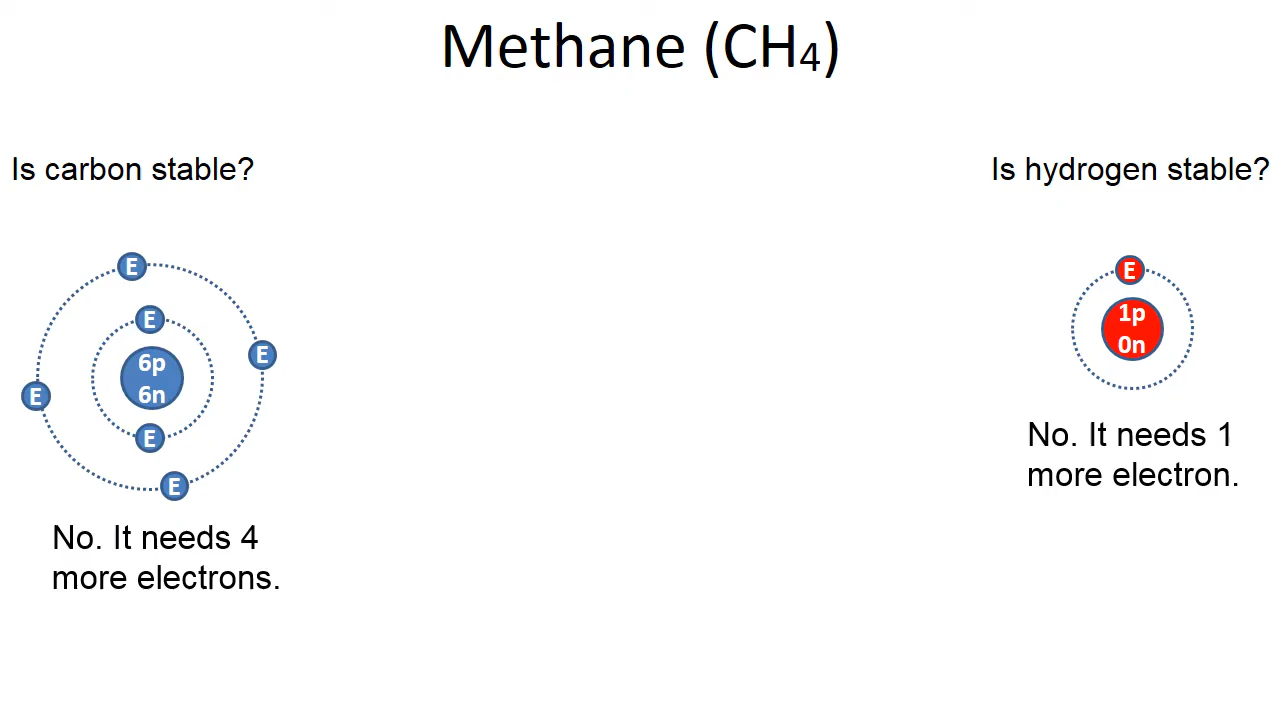 Methane (CH₄)
Is carbon stable?
E
E
E
6p
6n
E
E
E
No. It needs 4
more electrons.
Is hydrogen stable?
E
1p
0n
No. It needs 1
more electron.